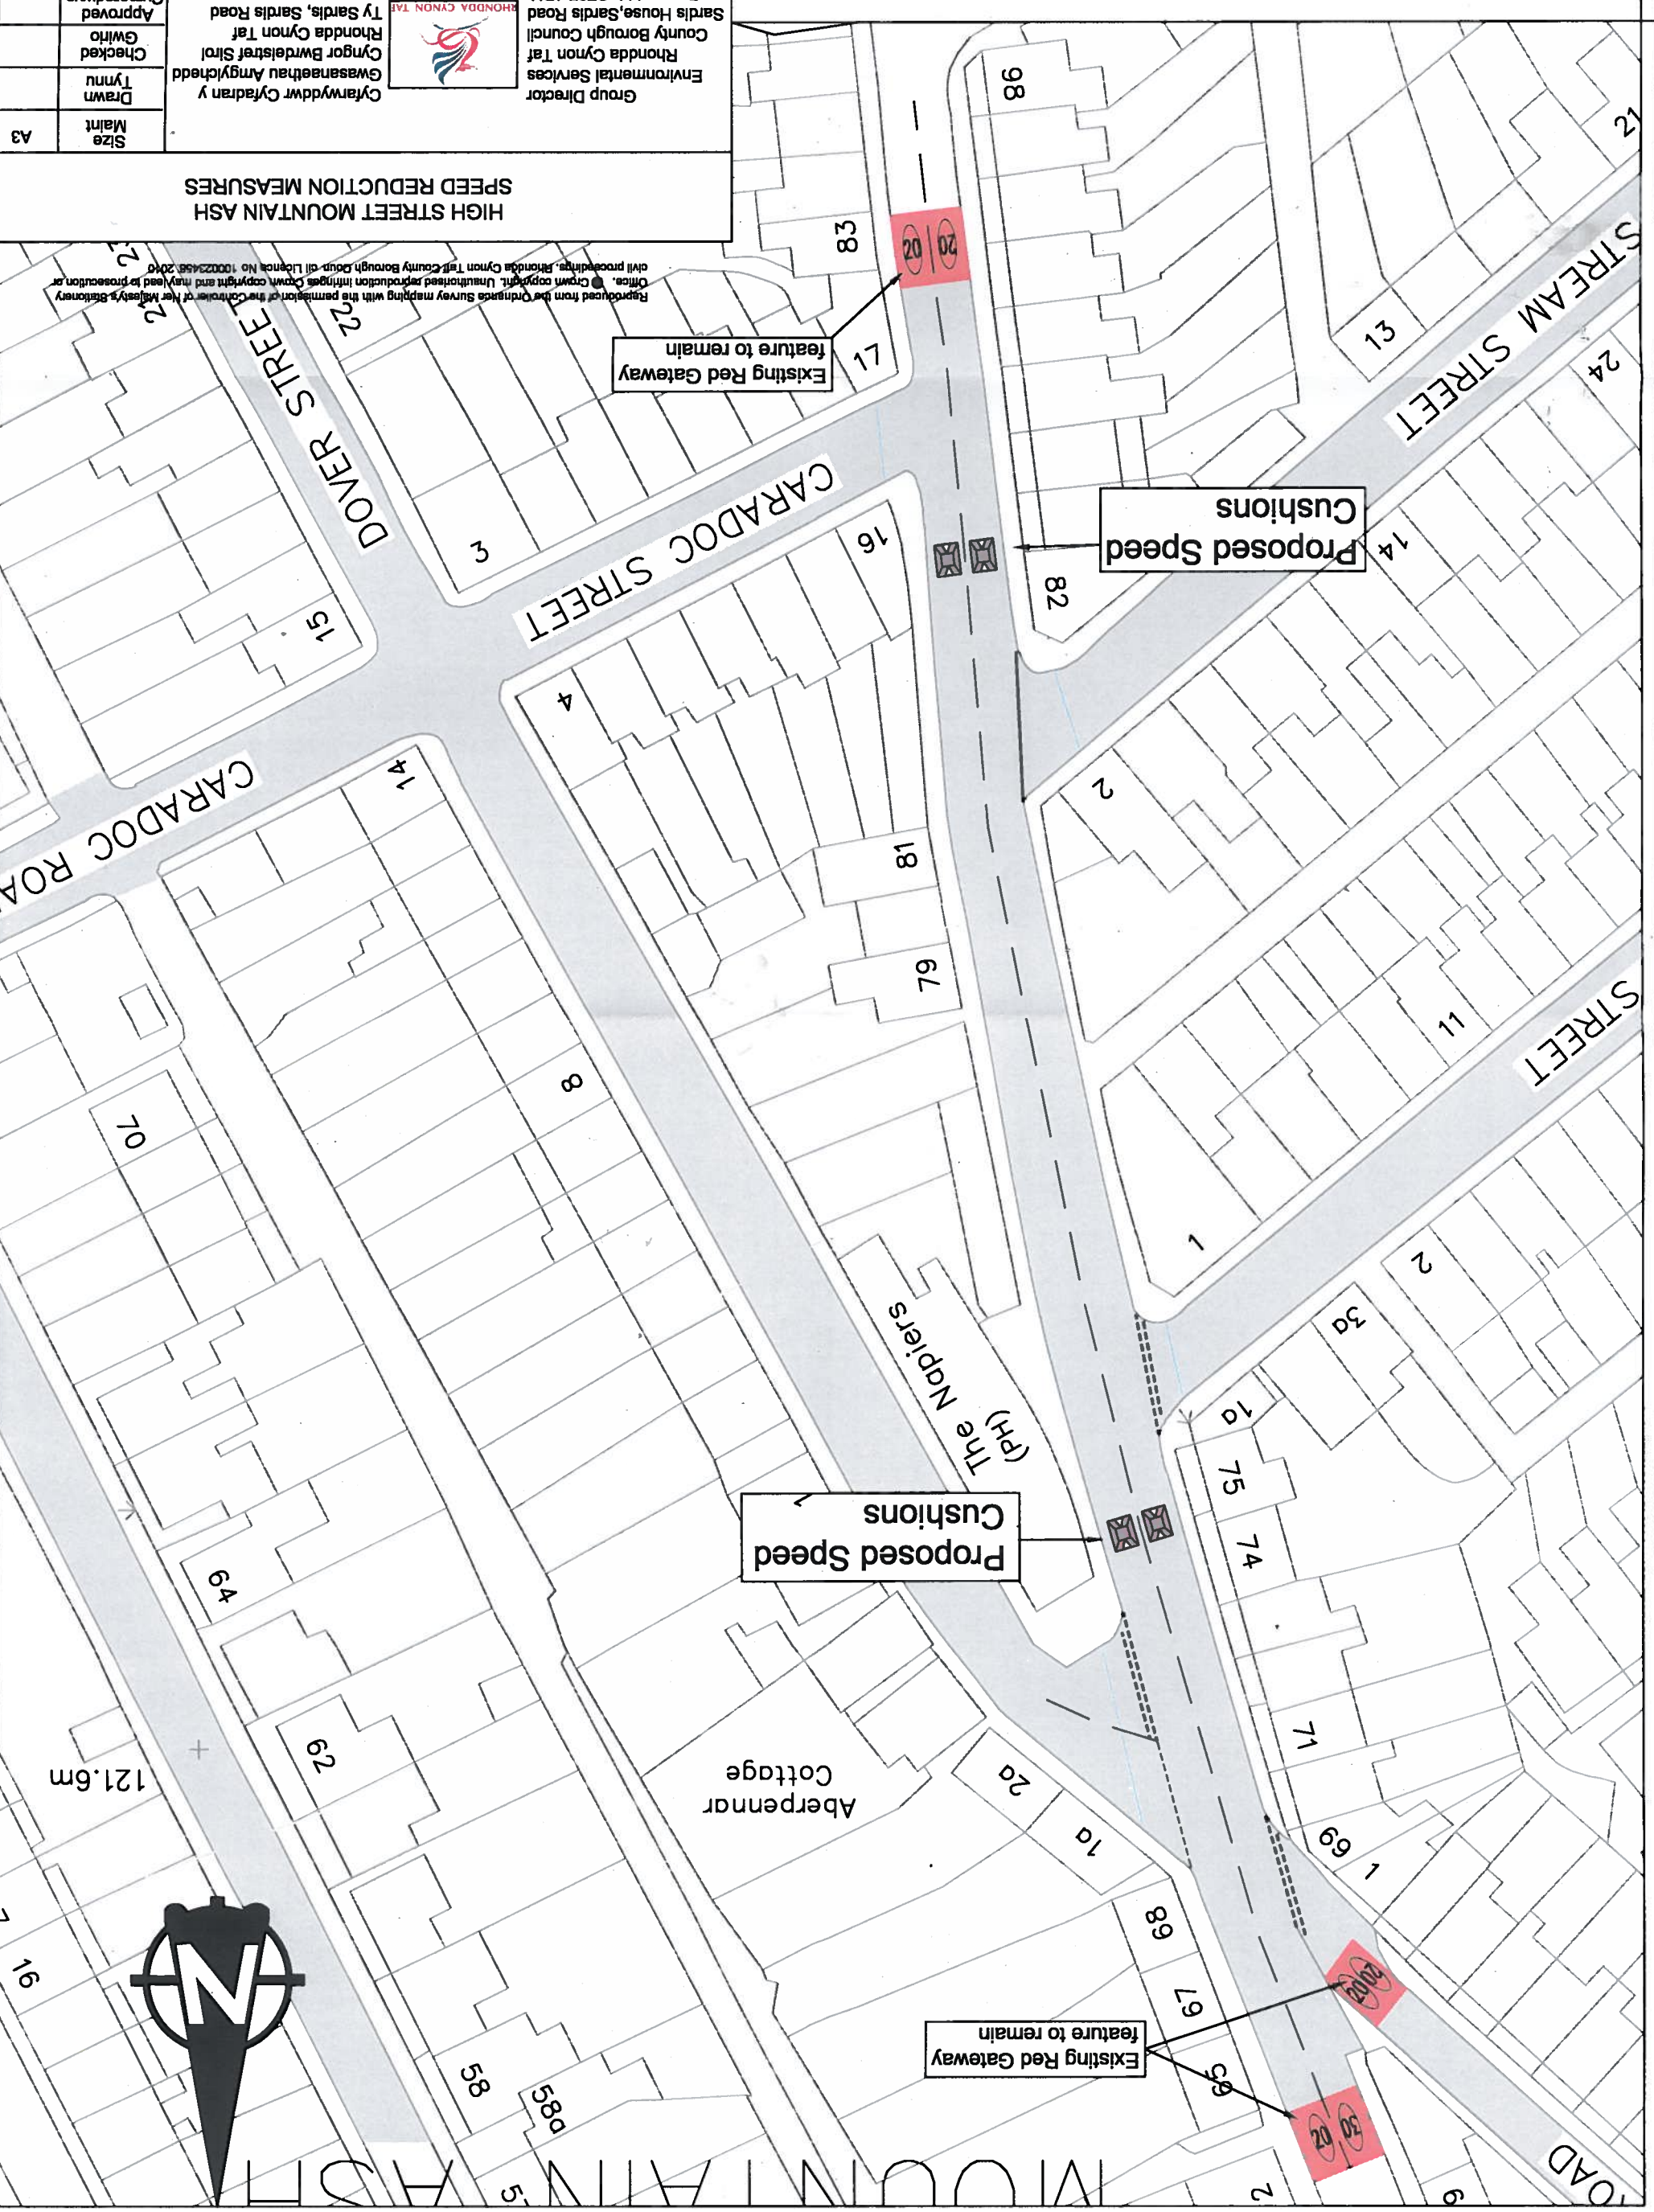 MOUNTAIN ASH
OAD
Existing Red Gateway
feature to remain
20
30
20
20
65
67
68
69
1
1a
2a
71
74
75
1a
3a
2
1
11
58
58a
16
62
64
121.6m
Aberpennar
Cottage
Proposed Speed
Cushions
1
The Napiers
(PH)
STREET
70
8
79
81
2
CARADOC ROA
14
4
15
3
16
CARADOC STREET
DOVER STREET
82
Proposed Speed
Cushions
14
STREAM STREET
24
13
21
17
83
98
20
20
Existing Red Gateway
feature to remain
22
Reproduced from the Ordnance Survey mapping with the permission of the Controller of Her Majesty's Stationery
Office. Crown copyright. Unauthorised reproduction infringes Crown copyright and may lead to prosecution or
civil proceedings. Rhondda Cynon Taff County Borough Council Licence No 100023458 2010
HIGH STREET MOUNTAIN ASH
SPEED REDUCTION MEASURES
Group Director
Environmental Services
Rhondda Cynon Taf
County Borough Council
Sardis House,Sardis Road
RHONDDA CYNON TAF
Cyfarwyddwr Cyfadran y
Gwasanaethau Amgylchedd
Cyngor Bwrdeistref Sirol
Rhondda Cynon Taf
Ty Sardis, Sardis Road
Size
Maint
A3
Drawn
Tynnu
Checked
Gwirio
Approved
N